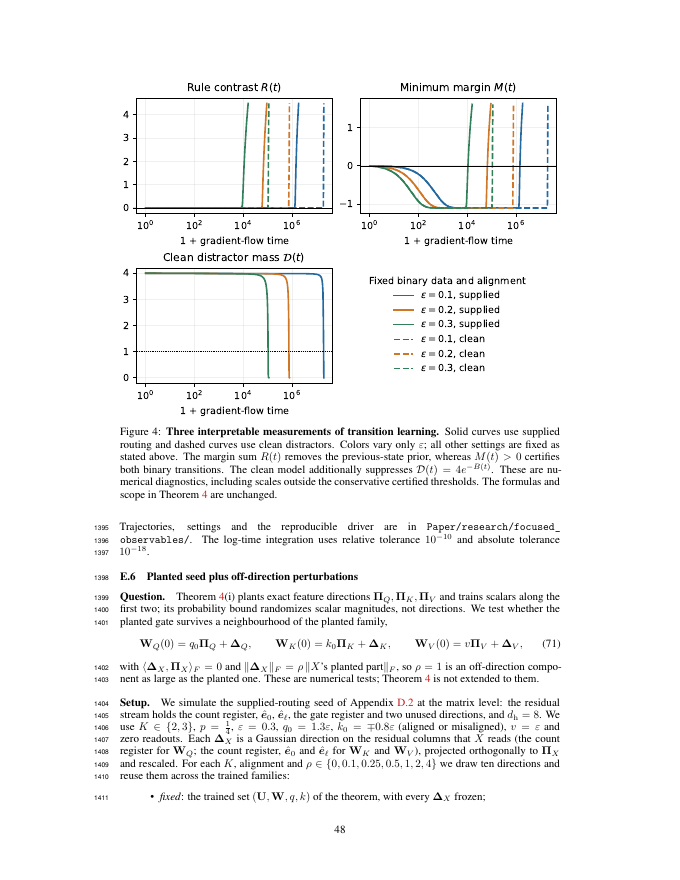 Rule contrast R(t)
Minimum margin M(t)
4
3
2
1
0
1
0
−1
10^0 10^2 10^4 10^6
10^0 10^2 10^4 10^6
1 + gradient-flow time
1 + gradient-flow time
Clean distractor mass 𝒟(t)
4
3
2
1
0
10^0 10^2 10^4 10^6
1 + gradient-flow time
Fixed binary data and alignment
ε = 0.1, supplied
ε = 0.2, supplied
ε = 0.3, supplied
ε = 0.1, clean
ε = 0.2, clean
ε = 0.3, clean
Figure 4: Three interpretable measurements of transition learning. Solid curves use supplied
routing and dashed curves use clean distractors. Colors vary only ε; all other settings are fixed as
stated above. The margin sum R(t) removes the previous-state prior, whereas M(t) > 0 certifies
both binary transitions. The clean model additionally suppresses 𝒟(t) = 4e^{−B(t)}. These are nu-
merical diagnostics, including scales outside the conservative certified thresholds. The formulas and
scope in Theorem 4 are unchanged.
1395 Trajectories, settings and the reproducible driver are in Paper/research/focused_
1396 observables/. The log-time integration uses relative tolerance 10^{−10} and absolute tolerance
1397 10^{−18}.
1398 E.6 Planted seed plus off-direction perturbations
1399 Question. Theorem 4(i) plants exact feature directions Π_Q, Π_K, Π_V and trains scalars along the
1400 first two; its probability bound randomizes scalar magnitudes, not directions. We test whether the
1401 planted gate survives a neighbourhood of the planted family,
W_Q(0) = q_0Π_Q + Δ_Q, W_K(0) = k_0Π_K + Δ_K, W_V(0) = vΠ_V + Δ_V, (71)
1402 with ⟨Δ_X, Π_X⟩_F = 0 and ∥Δ_X∥_F = ρ∥X's planted part∥_F, so ρ = 1 is an off-direction compo-
1403 nent as large as the planted one. These are numerical tests; Theorem 4 is not extended to them.
1404 Setup. We simulate the supplied-routing seed of Appendix D.2 at the matrix level: the residual
1405 stream holds the count register, ê_0, ê_ℓ, the gate register and two unused directions, and d_h = 8. We
1406 use K ∈ {2, 3}, p = 1/4, ε = 0.3, q_0 = 1.3ε, k_0 = ∓0.8ε (aligned or misaligned), v = ε and
1407 zero readouts. Each Δ_X is a Gaussian direction on the residual columns that X reads (the count
1408 register for W_Q; the count register, ê_0 and ê_ℓ for W_K and W_V), projected orthogonally to Π_X
1409 and rescaled. For each K, alignment and ρ ∈ {0, 0.1, 0.25, 0.5, 1, 2, 4} we draw ten directions and
1410 reuse them across the trained families:
1411 • fixed: the trained set (U, W, q, k) of the theorem, with every Δ_X frozen;
48